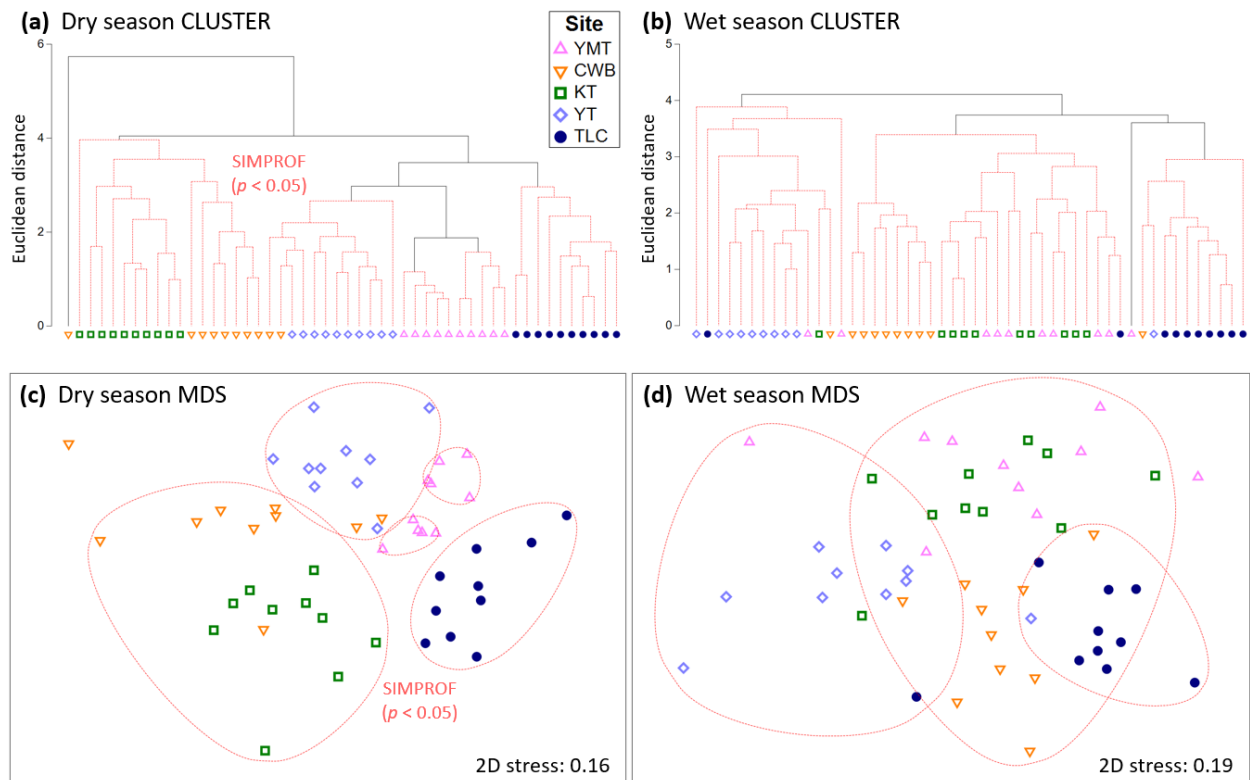 (a) Dry season CLUSTER
Site
YMT
CWB
KT
YT
TLC
Euclidean distance
6
4
2
0
SIMPROF
(p < 0.05)
(b) Wet season CLUSTER
Euclidean distance
5
4
3
2
1
0
(c) Dry season MDS
SIMPROF
(p < 0.05)
2D stress: 0.16
(d) Wet season MDS
2D stress: 0.19